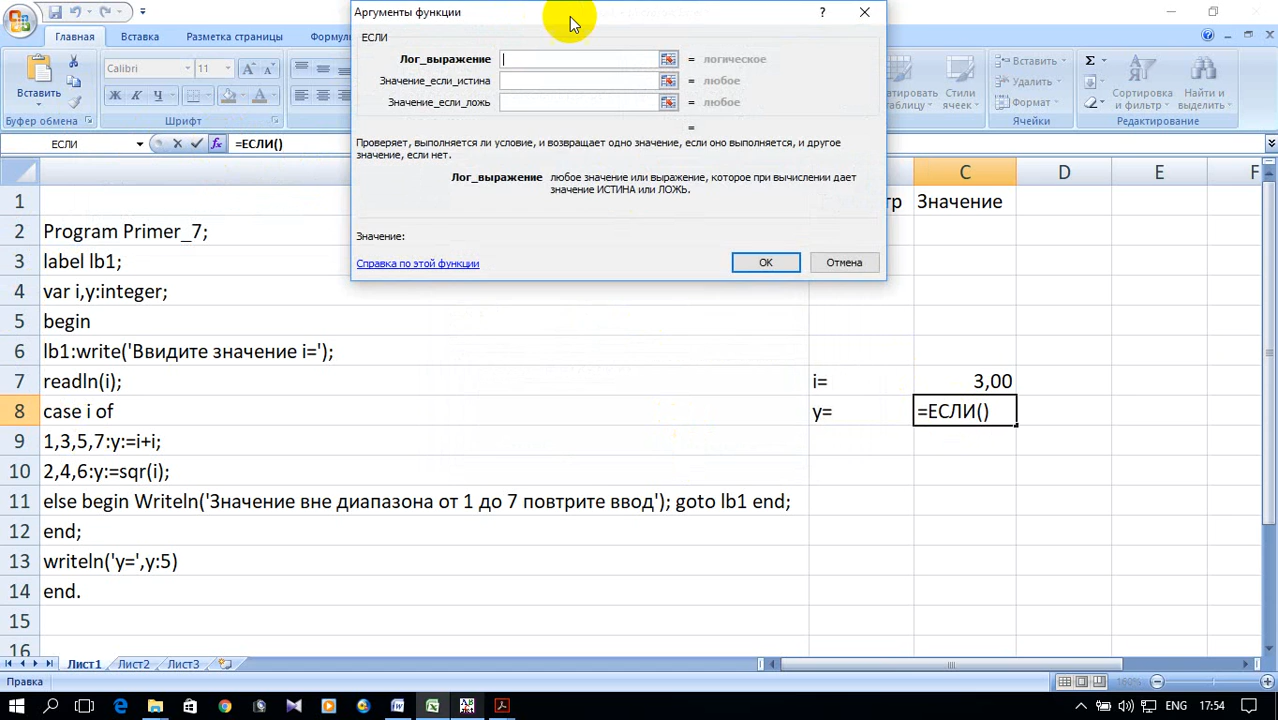 Аргументы функции
?
Главная
Вставка
Разметка страницы
Формуль
ЕСЛИ
Лог_выражение
= логическое
Значение_если_истина
= любое
Значение_если_ложь
= любое
=
Проверяет, выполняется ли условие, и возвращает одно значение, если оно выполняется, и другое
значение, если нет.
Лог_выражение любое значение или выражение, которое при вычислении дает
значение ИСТИНА или ЛОЖЬ.
Значение:
Справка по этой функции
ОК
Отмена
Вставить
Calibri
11
Ж К Ч
Буфер обмена
Шрифт
Вставить
Удалить
Формат
Стили
ячеек
Сортировка
и фильтр
Найти и
выделить
Ячейки
Редактирование
ЕСЛИ
=ЕСЛИ()
C D E F
1 тр Значение
2 Program Primer_7;
3 label lb1;
4 var i,y:integer;
5 begin
6 lb1:write('Ввидите значение i=');
7 readln(i); i= 3,00
8 case i of y= =ЕСЛИ()
9 1,3,5,7:y:=i+i;
10 2,4,6:y:=sqr(i);
11 else begin Writeln('Значение вне диапазона от 1 до 7 повтрите ввод'); goto lb1 end;
12 end;
13 writeln('y=',y:5)
14 end.
15
16
Лист1 Лист2 Лист3
Правка
160%
ENG 17:54